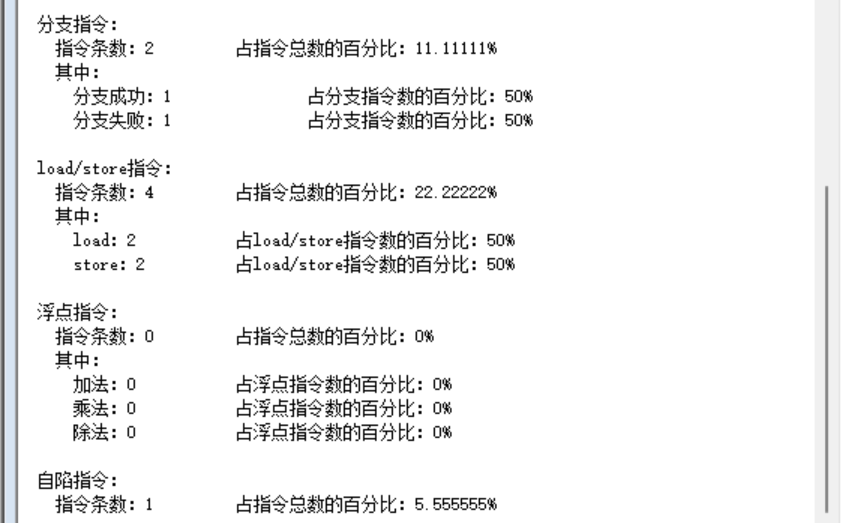 分支指令:
指令条数: 2 占指令总数的百分比: 11.11111%
其中:
分支成功: 1 占分支指令数的百分比: 50%
分支失败: 1 占分支指令数的百分比: 50%
load/store指令:
指令条数: 4 占指令总数的百分比: 22.22222%
其中:
load: 2 占load/store指令数的百分比: 50%
store: 2 占load/store指令数的百分比: 50%
浮点指令:
指令条数: 0 占指令总数的百分比: 0%
其中:
加法: 0 占浮点指令数的百分比: 0%
乘法: 0 占浮点指令数的百分比: 0%
除法: 0 占浮点指令数的百分比: 0%
自陷指令:
指令条数: 1 占指令总数的百分比: 5.555555%